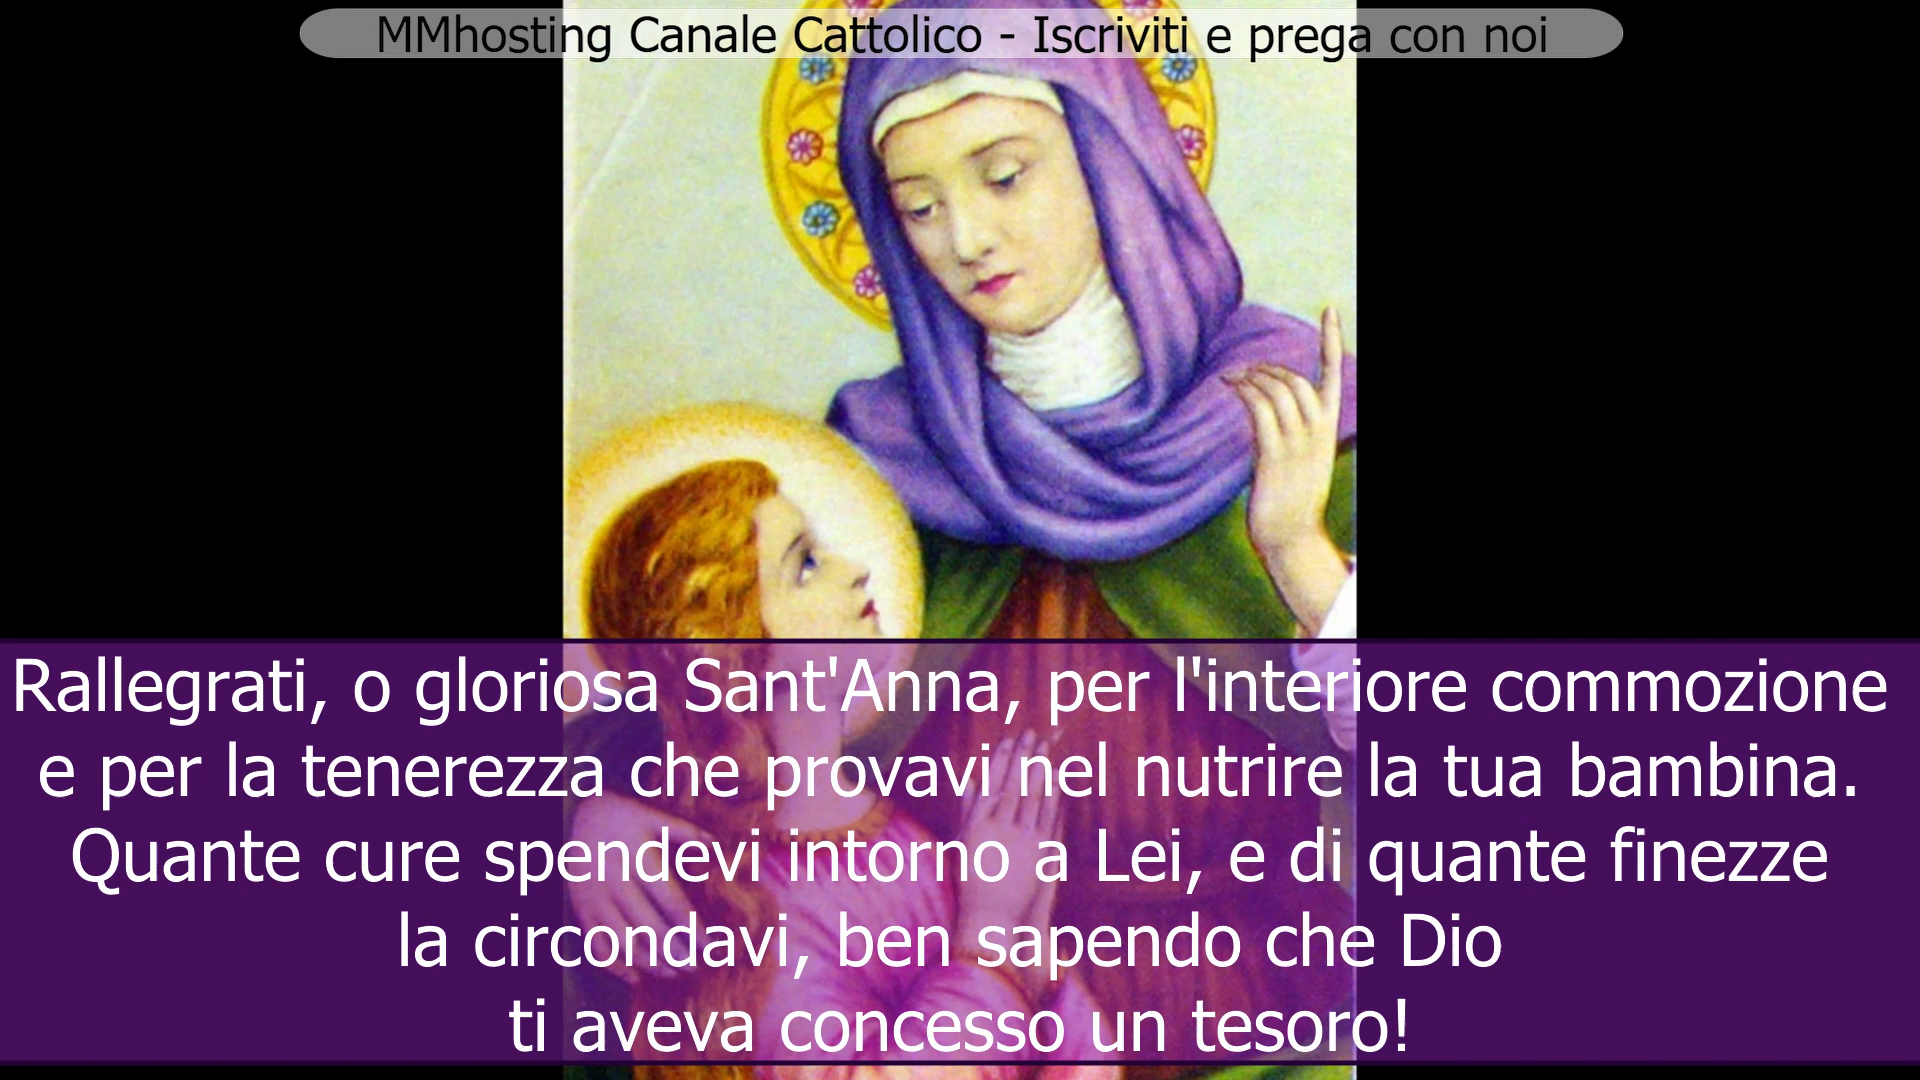 MMhosting Canale Cattolico - Iscriviti e prega con noi
Rallegrati, o gloriosa Sant'Anna, per l'interiore commozione
e per la tenerezza che provavi nel nutrire la tua bambina.
Quante cure spendevi intorno a Lei, e di quante finezze
la circondavi, ben sapendo che Dio
ti aveva concesso un tesoro!